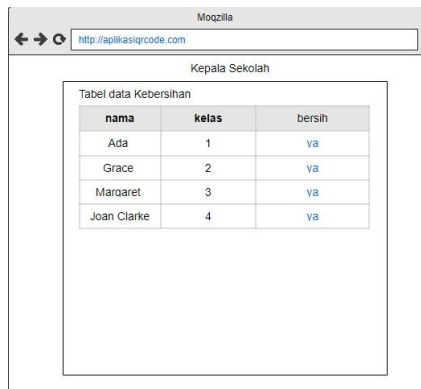 Moqzilla
http://aplikasiqrcode.com
Kepala Sekolah
Tabel data Kebersihan
nama kelas bersih
Ada 1 ya
Grace 2 ya
Margaret 3 ya
Joan Clarke 4 ya